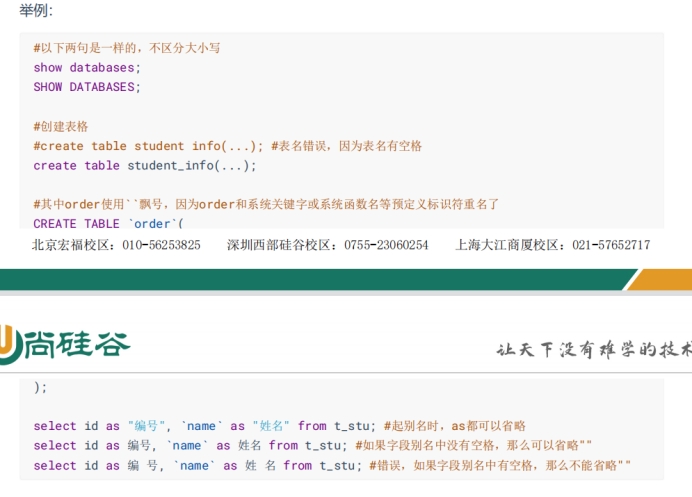 举例：
#以下两句是一样的，不区分大小写
show databases;
SHOW DATABASES;
#创建表格
#create table student info(...); #表名错误，因为表名有空格
create table student_info(...);
#其中order使用``飘号，因为order和系统关键字或系统函数名等预定义标识符重名了
CREATE TABLE `order`(
北京宏福校区：010-56253825 深圳西部硅谷校区：0755-23060254 上海大江商厦校区：021-57652717
尚硅谷
让天下没有难学的技术
);
select id as "编号", `name` as "姓名" from t_stu; #起别名时，as都可以省略
select id as 编号, `name` as 姓名 from t_stu; #如果字段别名中没有空格，那么可以省略""
select id as 编 号, `name` as 姓 名 from t_stu; #错误，如果字段别名中有空格，那么不能省略""